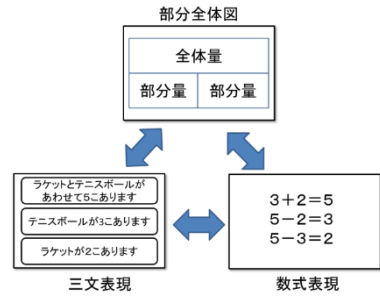 部分全体図
全体量
部分量 部分量
ラケットとテニスボールが
あわせて5こあります
テニスボールが3こあります
ラケットが2こあります
3+2=5
5-2=3
5-3=2
三文表現
数式表現